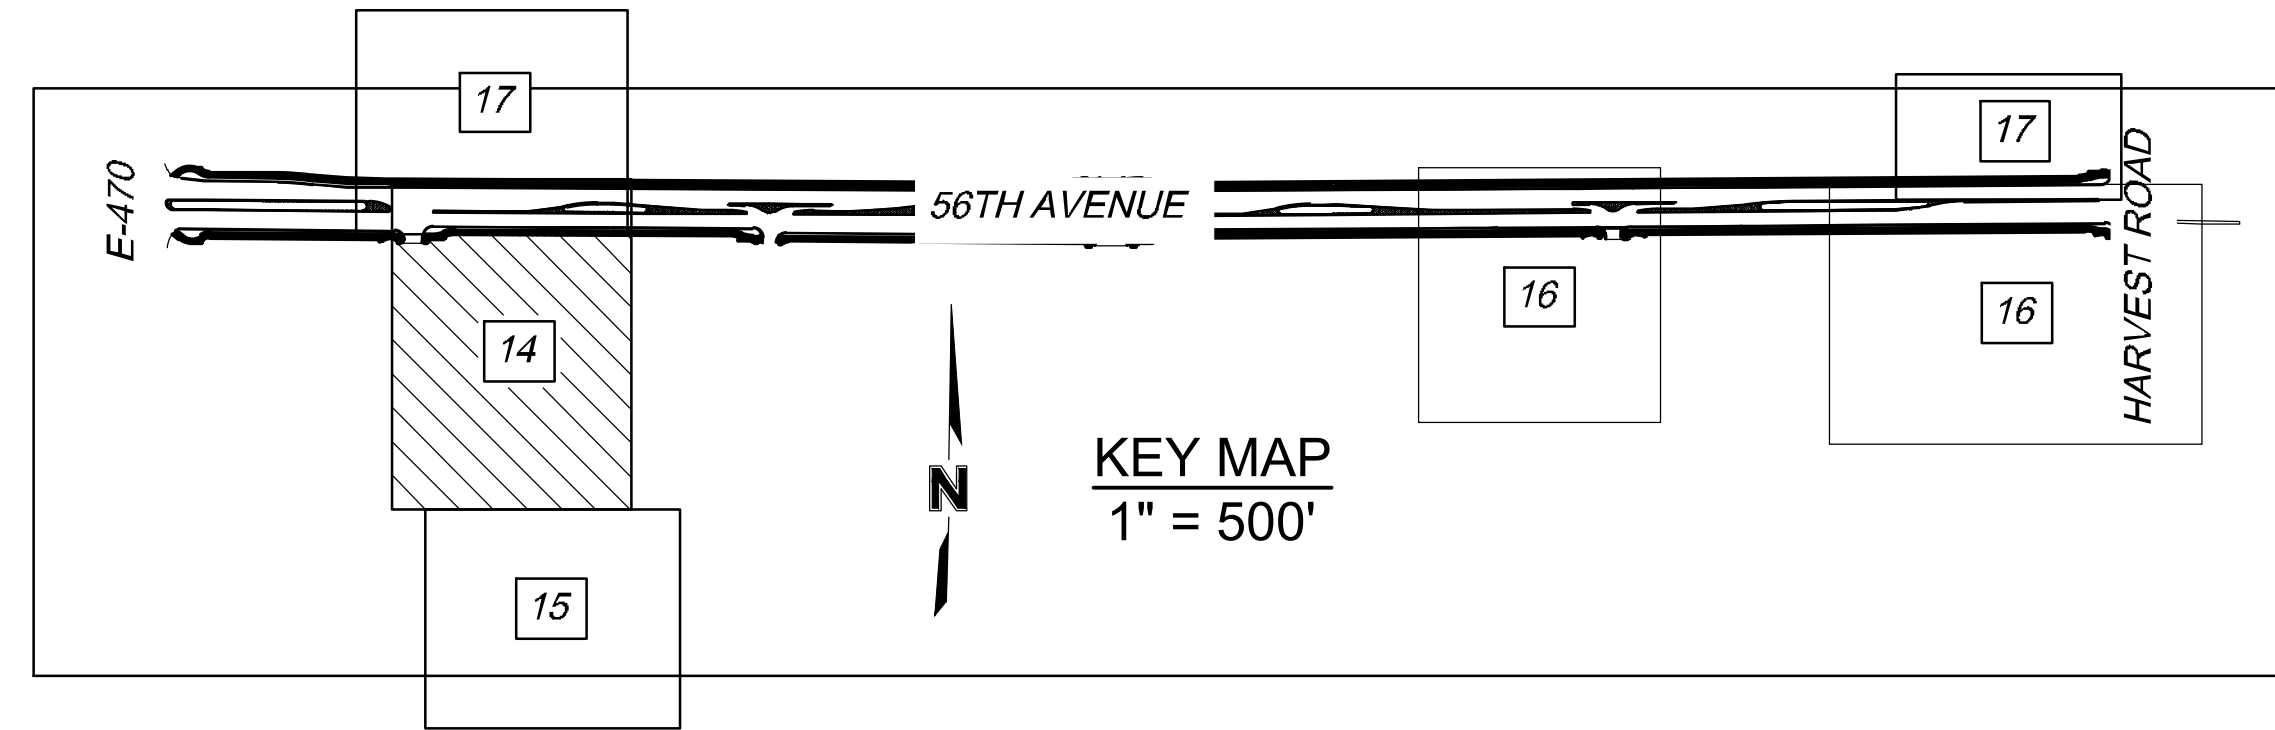 17
17
E-470
56TH AVENUE
HARVEST ROAD
16
16
14
N
KEY MAP
1" = 500'
15